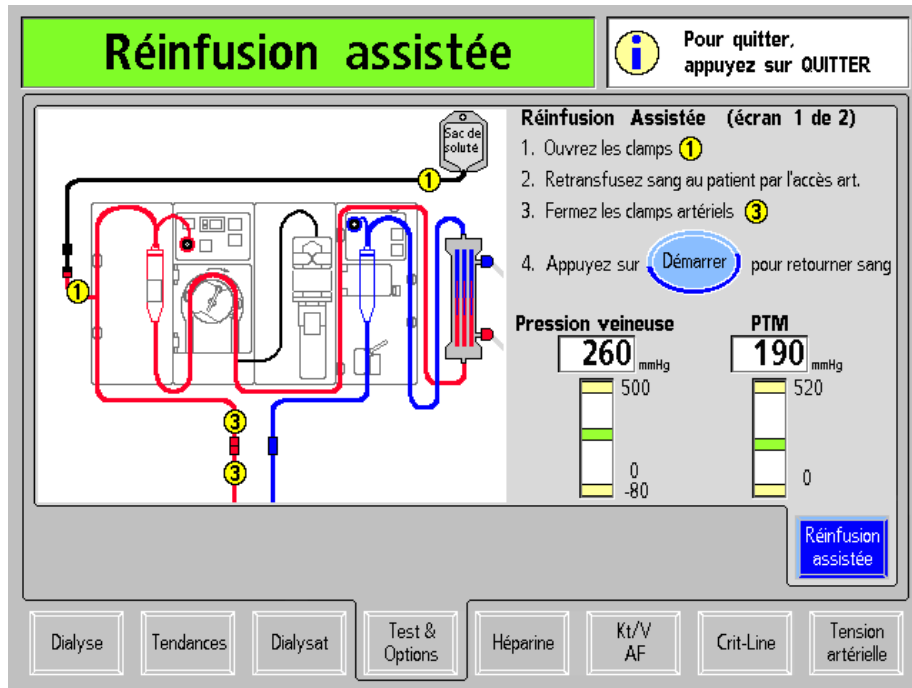 Réinfusion assistée
Pour quitter,
appuyez sur QUITTER
Sac de
soluté
1
1
3
3
Réinfusion Assistée (écran 1 de 2)
1. Ouvrez les clamps 1
2. Retransfusez sang au patient par l'accès art.
3. Fermez les clamps artériels 3
4. Appuyez sur Démarrer pour retourner sang
Pression veineuse
260 mmHg
500
0
-80
PTM
190 mmHg
520
0
Réinfusion
assistée
Dialyse
Tendances
Dialysat
Test &
Options
Héparine
Kt/V
AF
Crit-Line
Tension
artérielle